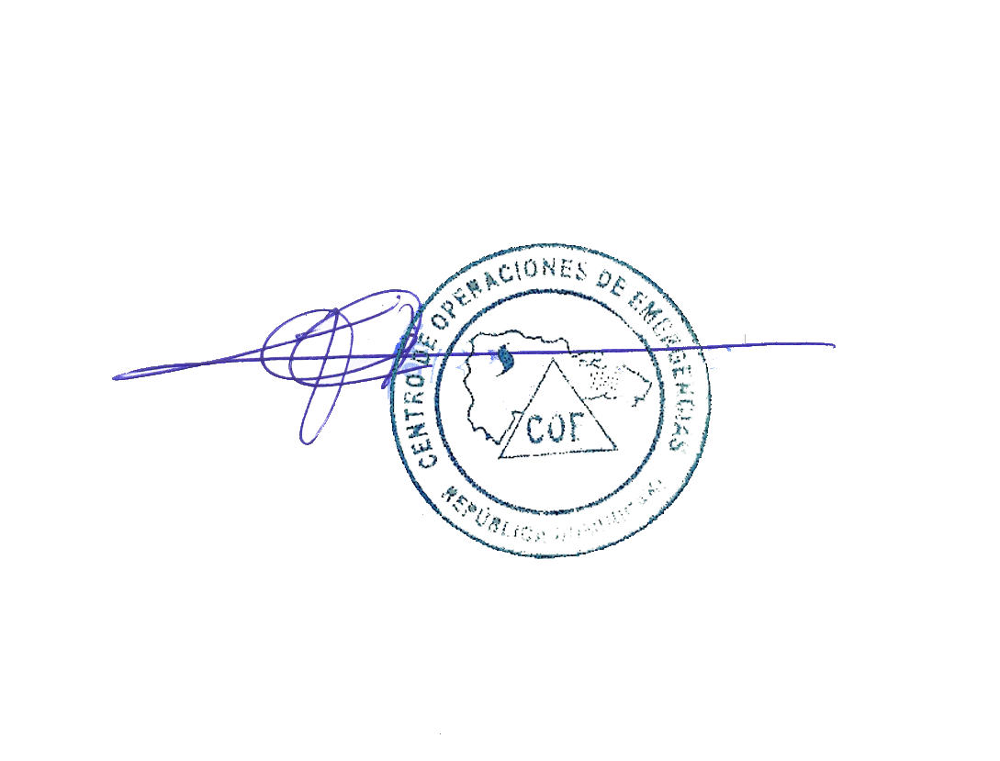 CENTRO DE OPERACIONES DE EMERGENCIAS
COE
REPÚBLICA